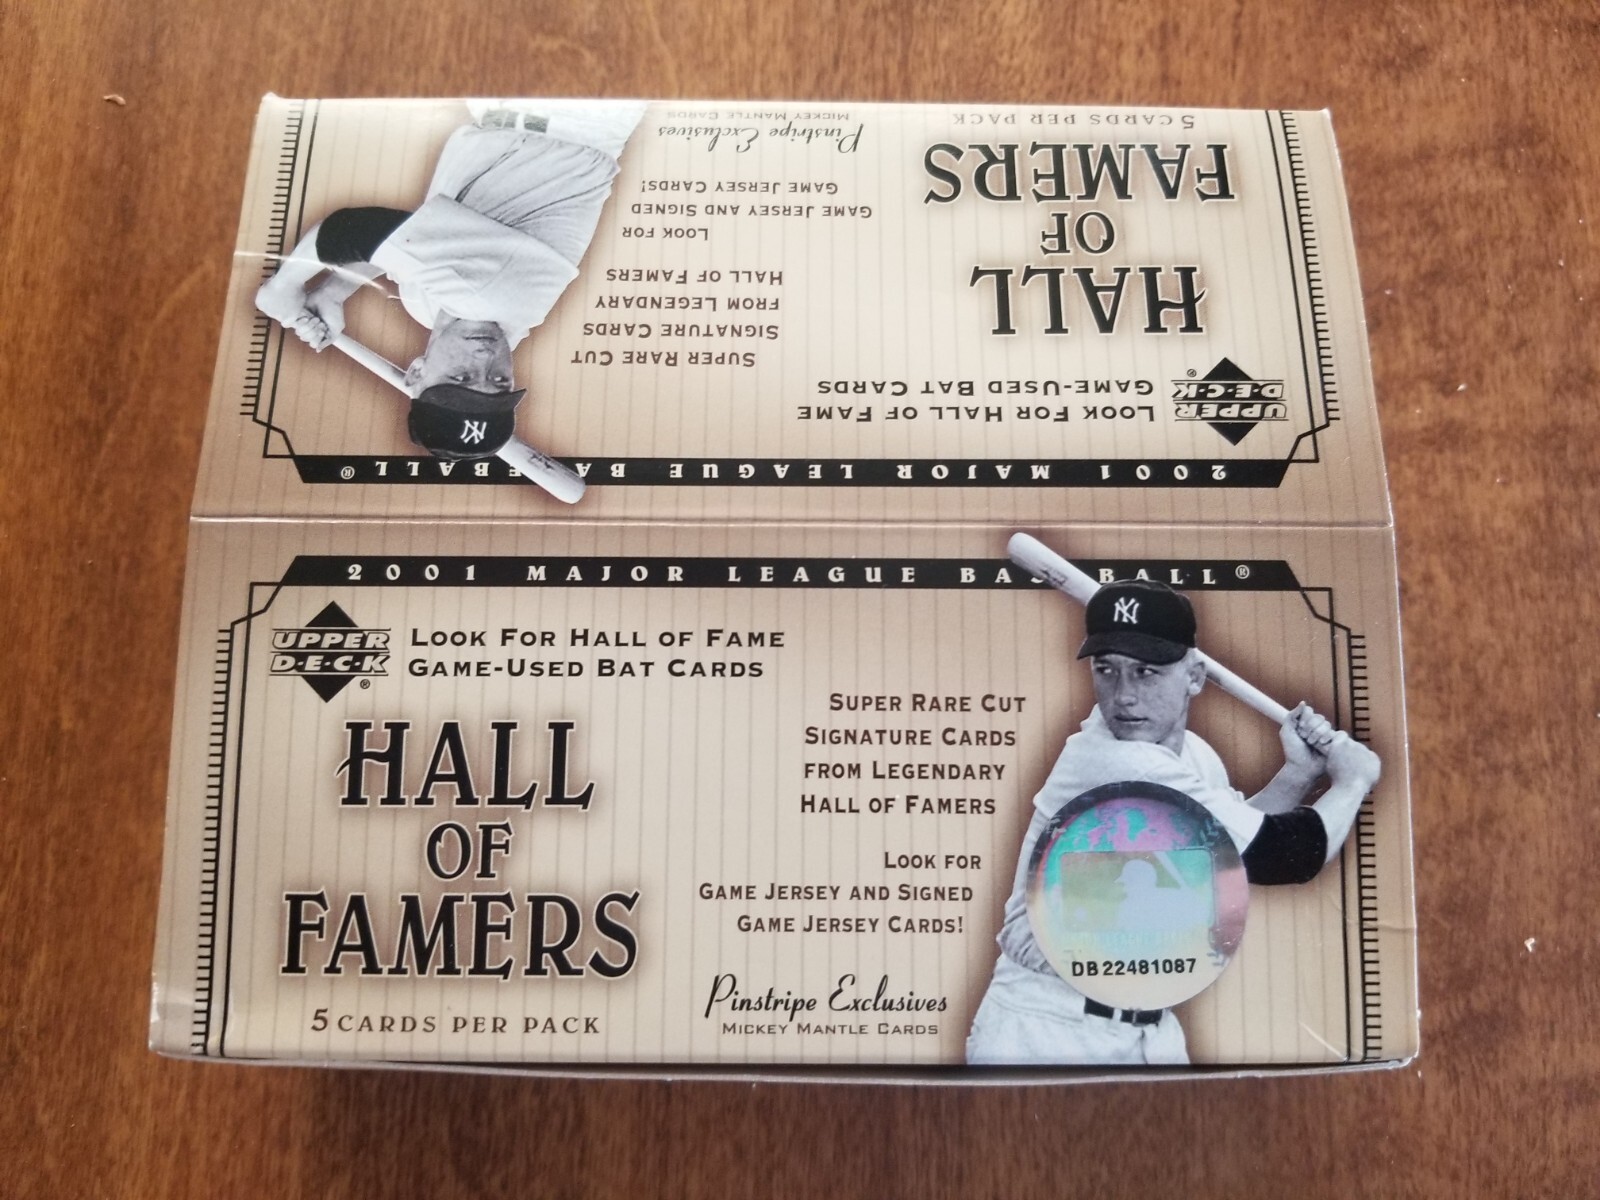 5 CARDS PER PACK
HALL
OF
FAMERS
Pinstripe Exclusives
MICKEY MANTLE CARDS
LOOK FOR
GAME JERSEY AND SIGNED
GAME JERSEY CARDS!
SUPER RARE CUT
SIGNATURE CARDS
FROM LEGENDARY
HALL OF FAMERS
UPPER
D·E·C·K®
LOOK FOR HALL OF FAME
GAME-USED BAT CARDS
NY
2001 MAJOR LEAGUE BASEBALL®
2001 MAJOR LEAGUE BASEBALL®
UPPER
D·E·C·K®
LOOK FOR HALL OF FAME
GAME-USED BAT CARDS
NY
HALL
OF
FAMERS
5 CARDS PER PACK
SUPER RARE CUT
SIGNATURE CARDS
FROM LEGENDARY
HALL OF FAMERS
LOOK FOR
GAME JERSEY AND SIGNED
GAME JERSEY CARDS!
Pinstripe Exclusives
MICKEY MANTLE CARDS
DB22481087